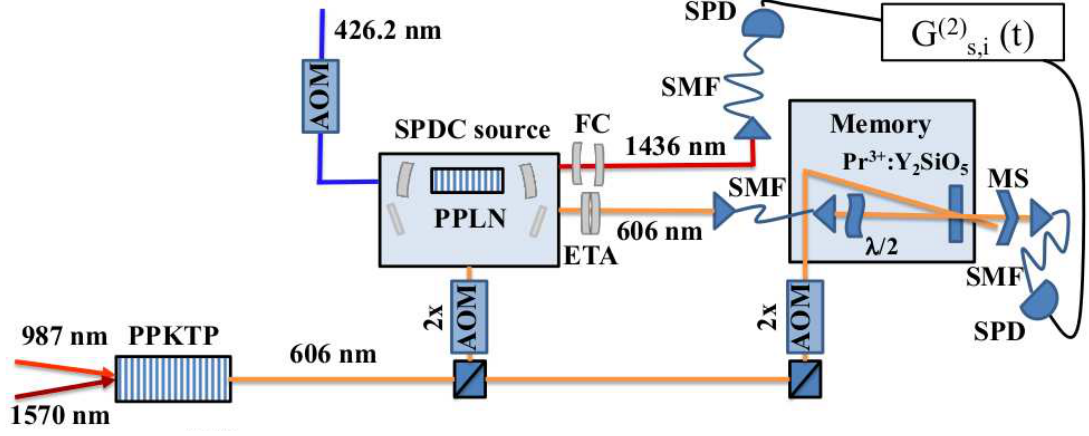 426.2 nm
AOM
SPDC source
PPLN
FC
1436 nm
ETA
606 nm
SMF
SPD
SMF
G(2)s,i (t)
Memory
Pr3+:Y2SiO5
λ/2
MS
SMF
SPD
2x
AOM
2x
AOM
987 nm
1570 nm
PPKTP
606 nm